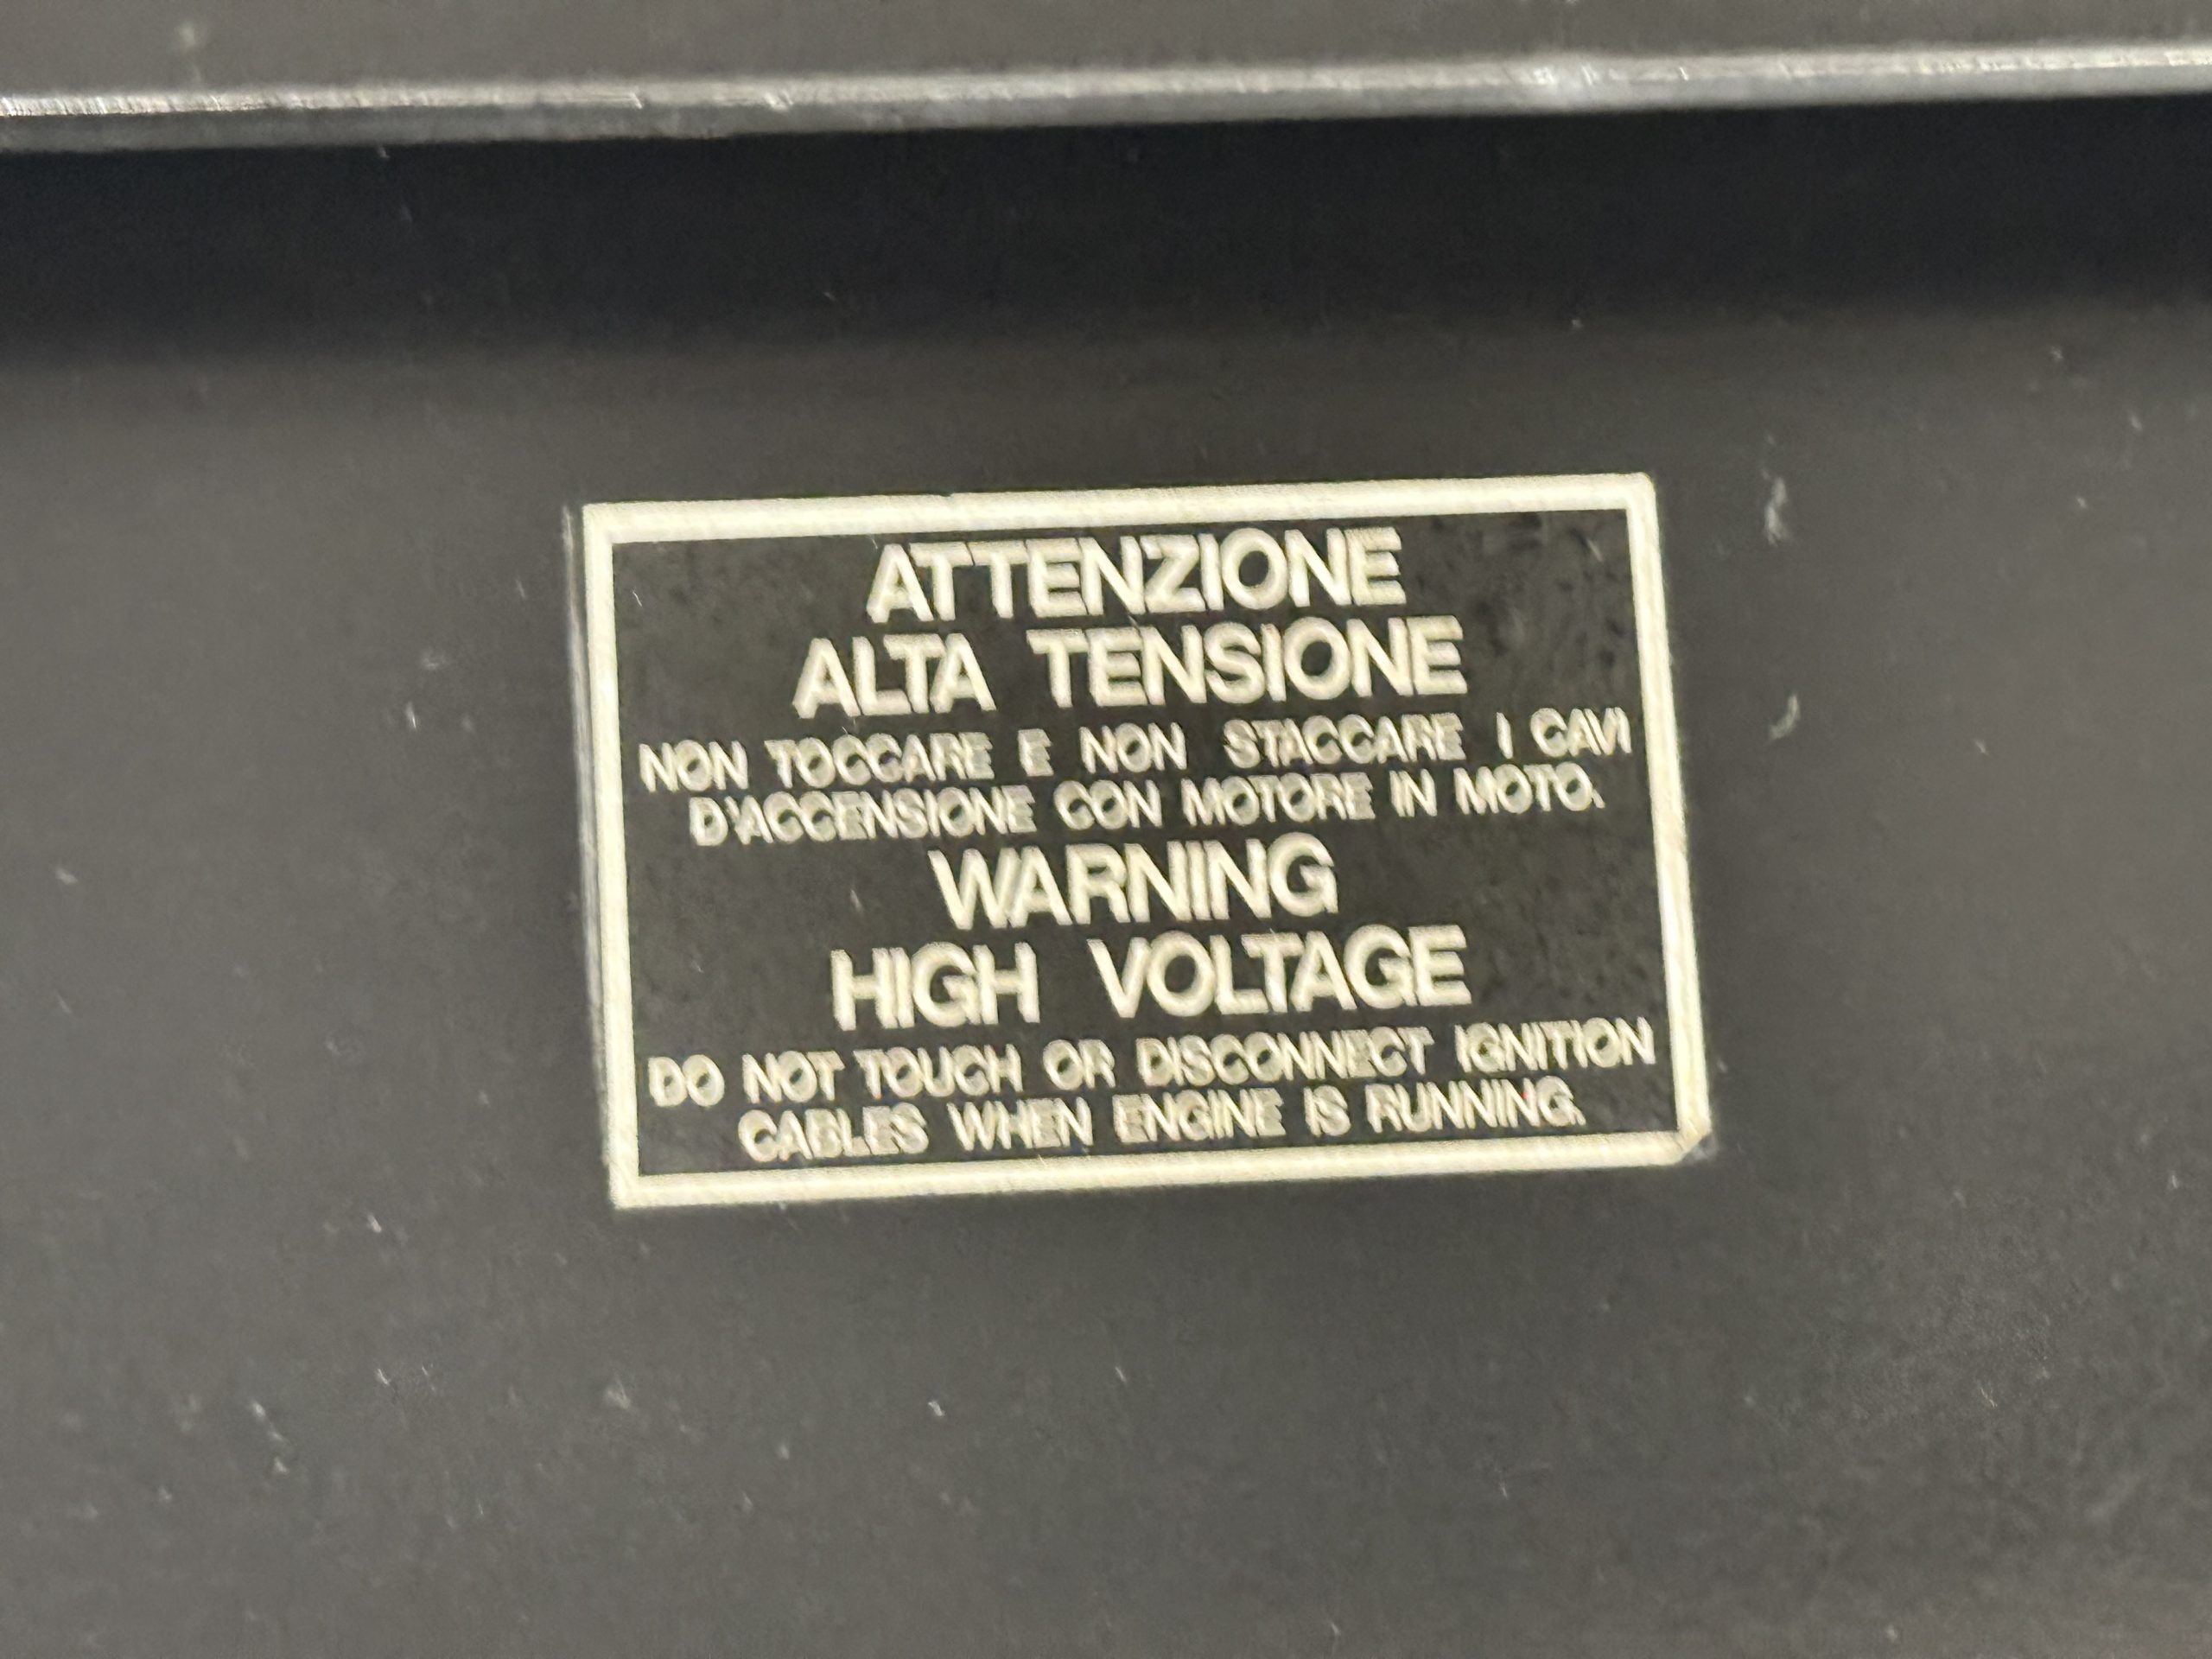 ATTENZIONE
ALTA TENSIONE
NON TOCCARE E NON STACCARE I CAVI
D'ACCENSIONE CON MOTORE IN MOTO.
WARNING
HIGH VOLTAGE
DO NOT TOUCH OR DISCONNECT IGNITION
CABLES WHEN ENGINE IS RUNNING.